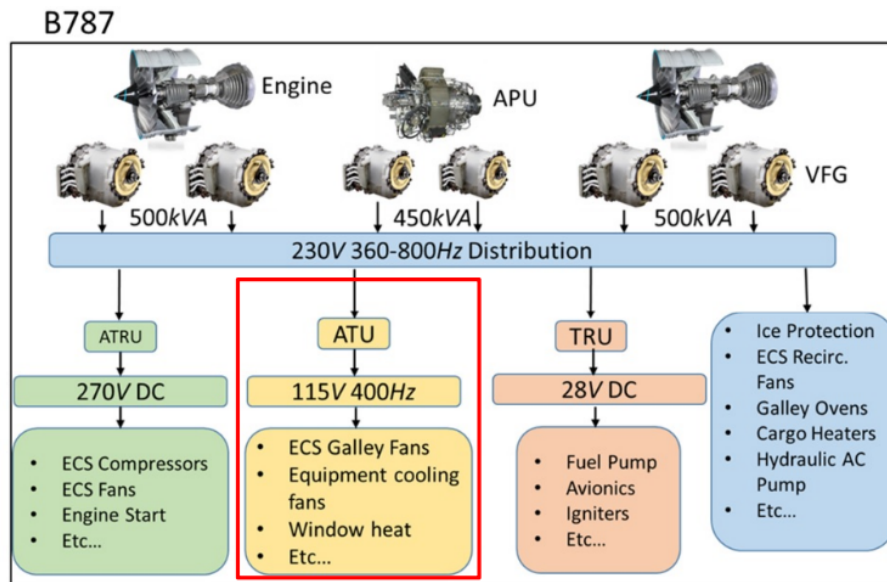 B787
Engine
APU
VFG
500kVA
450kVA
500kVA
230V 360-800Hz Distribution
ATRU
270V DC
• ECS Compressors
• ECS Fans
• Engine Start
• Etc...
ATU
115V 400Hz
• ECS Galley Fans
• Equipment cooling
fans
• Window heat
• Etc...
TRU
28V DC
• Fuel Pump
• Avionics
• Igniters
• Etc...
• Ice Protection
• ECS Recirc.
Fans
• Galley Ovens
• Cargo Heaters
• Hydraulic AC
Pump
• Etc...